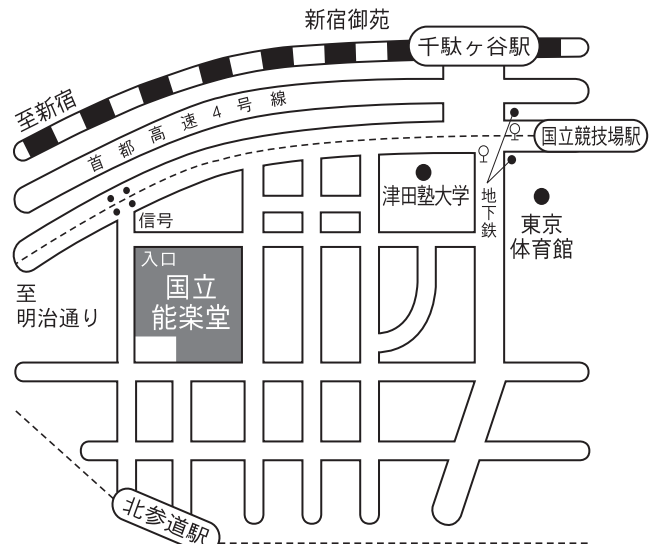 新宿御苑
千駄ヶ谷駅
至新宿
首都高速4号線
国立競技場駅
津田塾大学
地下鉄
東京
体育館
信号
入口
国立
能楽堂
至
明治通り
北参道駅